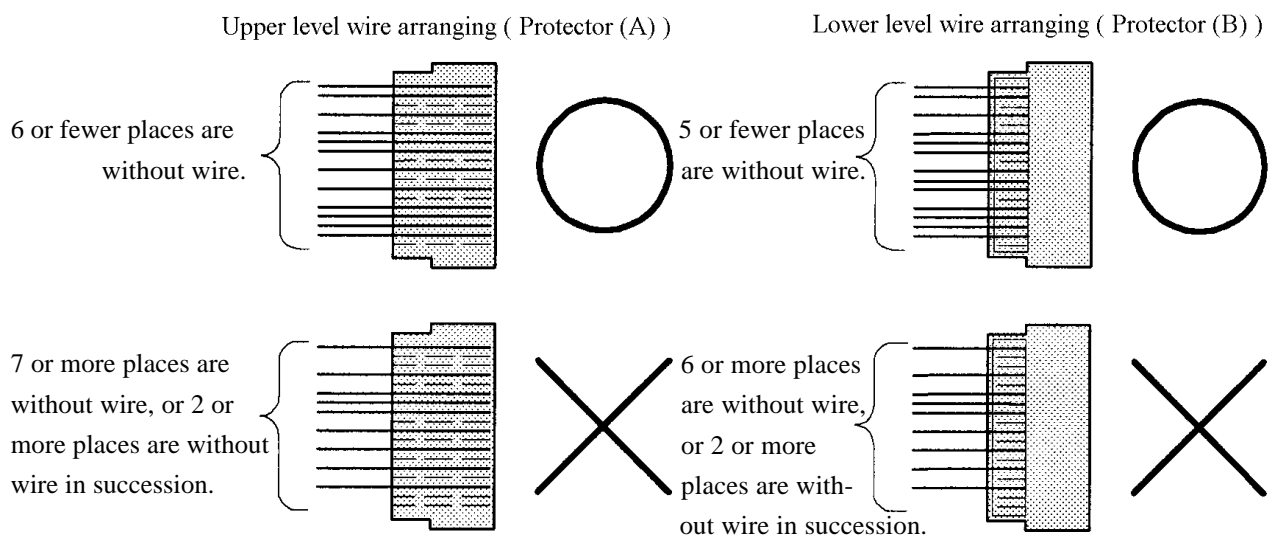 Upper level wire arranging ( Protector (A) )
Lower level wire arranging ( Protector (B) )
6 or fewer places are
without wire.
5 or fewer places
are without wire.
7 or more places are
without wire, or 2 or
more places are without
wire in succession.
6 or more places
are without wire,
or 2 or more
places are with-
out wire in succession.